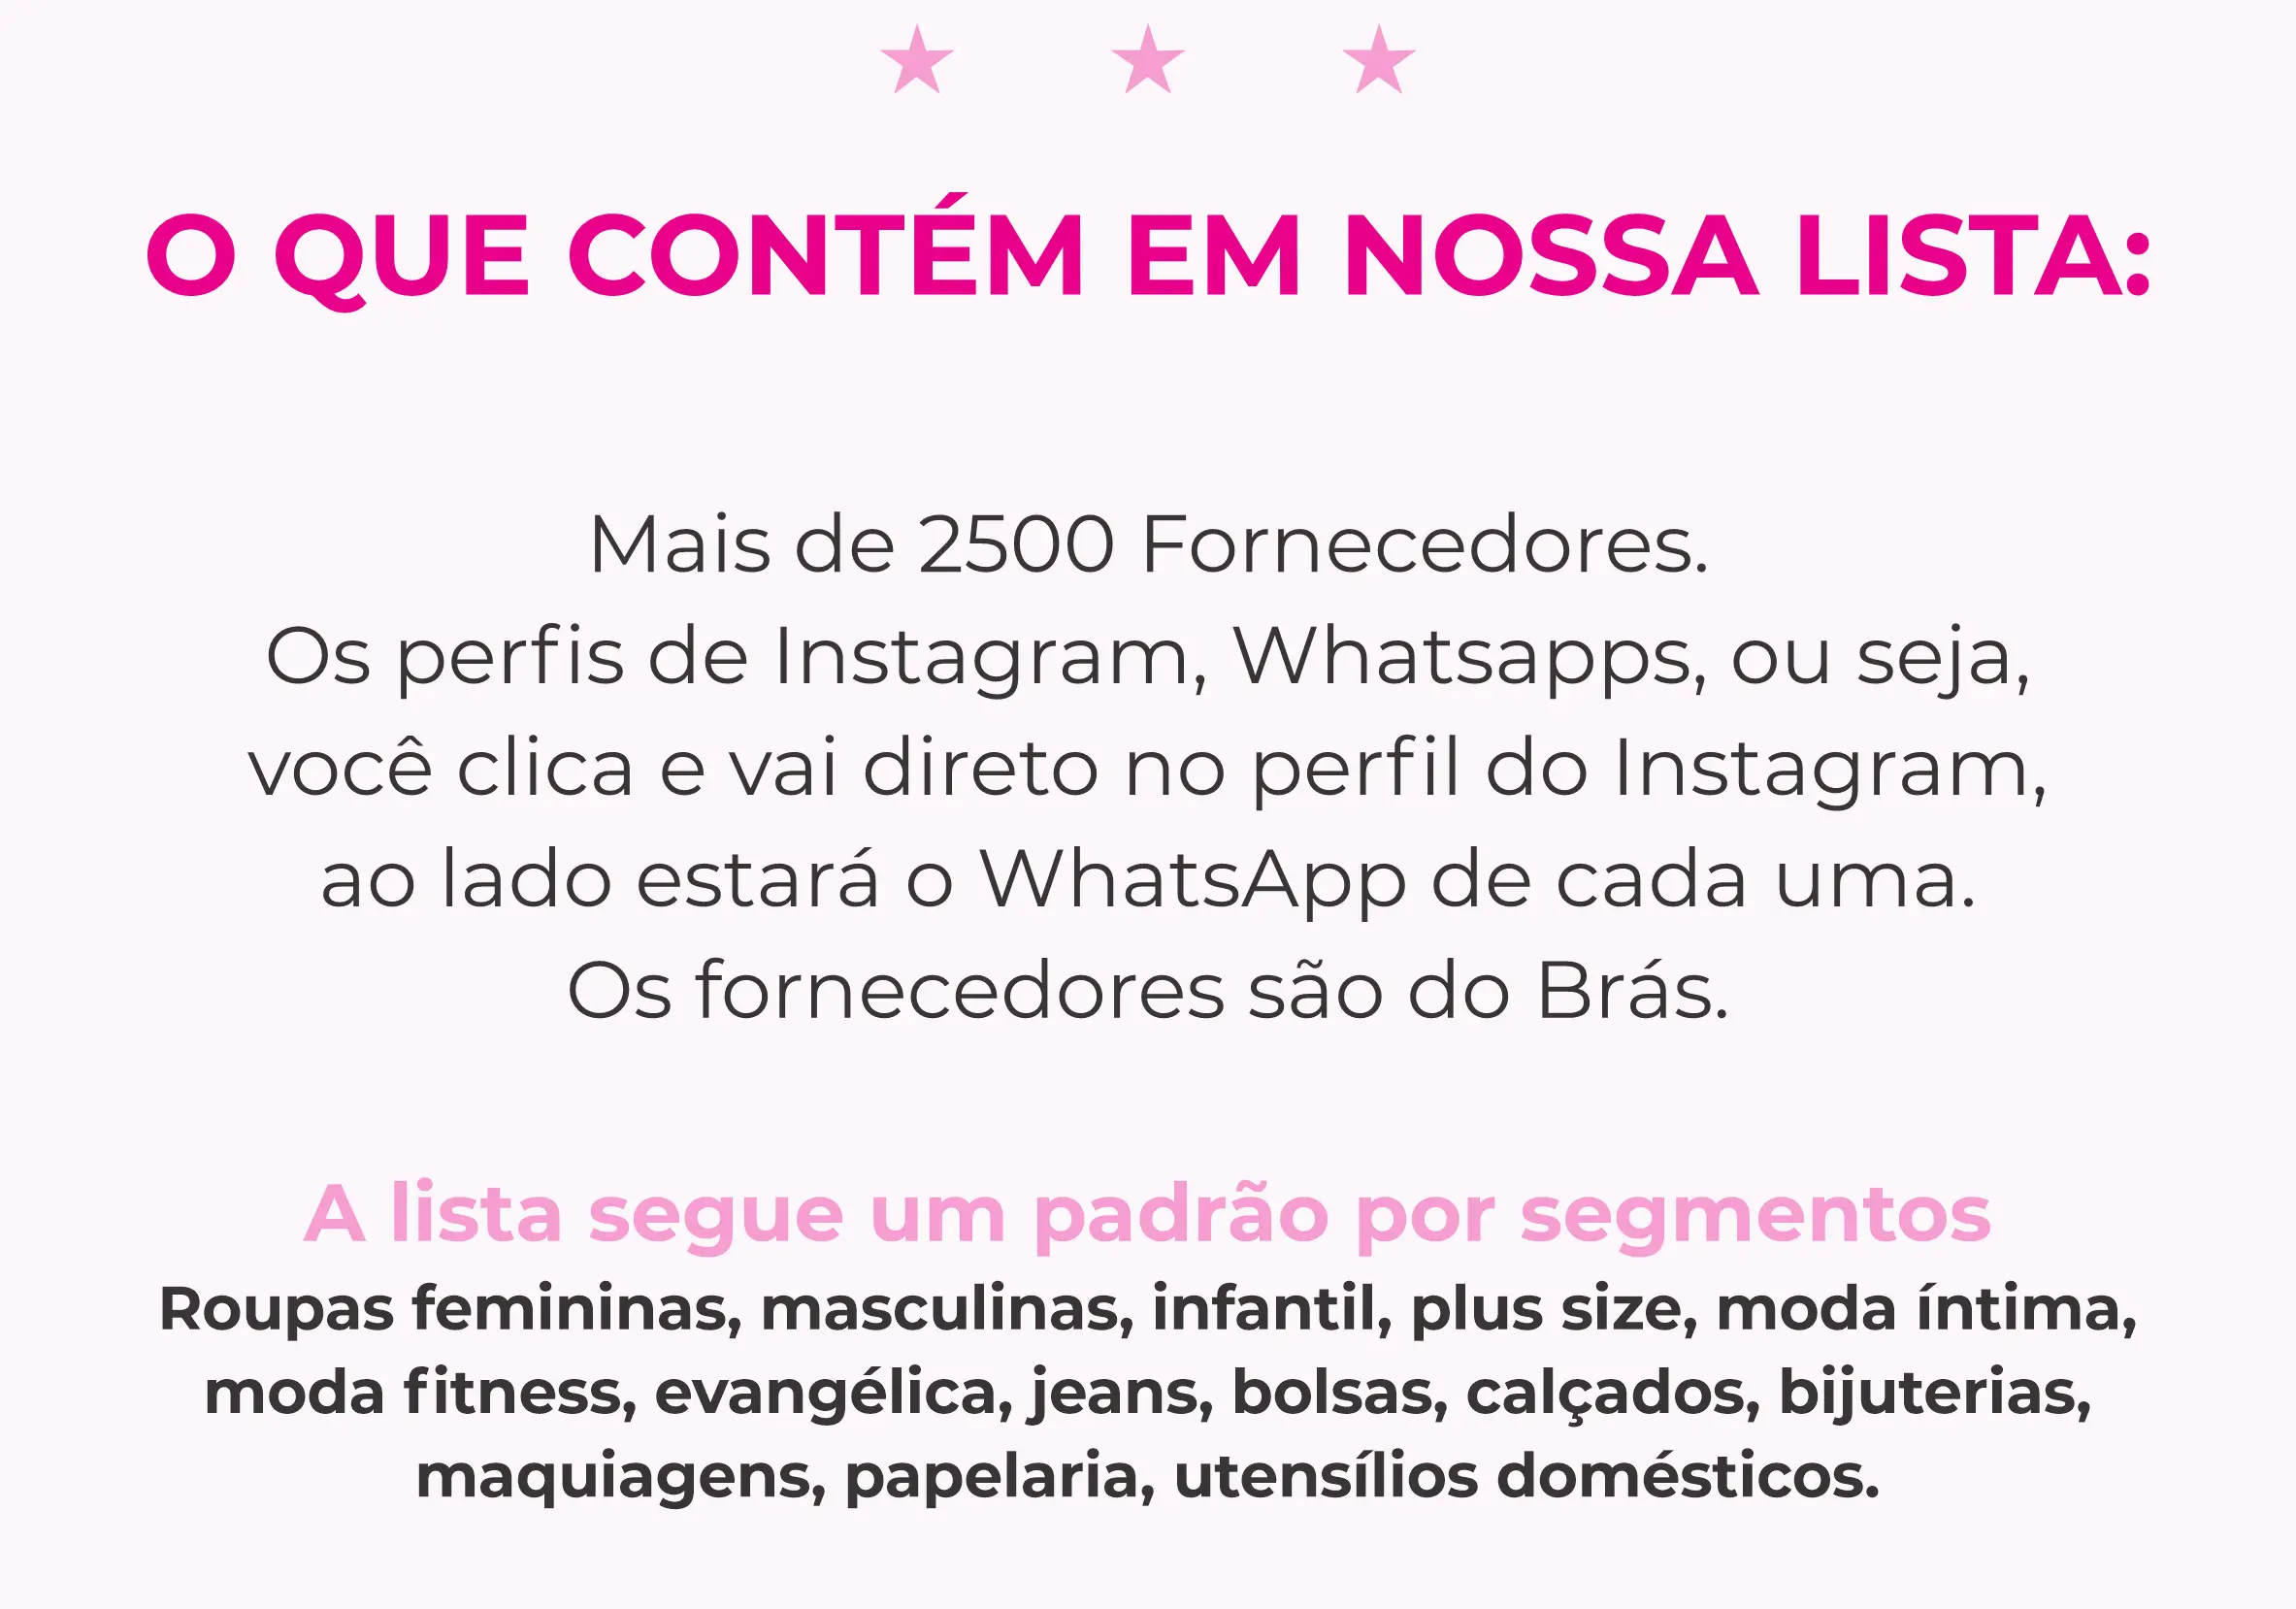 O QUE CONTÉM EM NOSSA LISTA:
Mais de 2500 Fornecedores.
Os perfis de Instagram, Whatsapps, ou seja,
você clica e vai direto no perfil do Instagram,
ao lado estará o WhatsApp de cada uma.
Os fornecedores são do Brás.
A lista segue um padrão por segmentos
Roupas femininas, masculinas, infantil, plus size, moda íntima,
moda fitness, evangélica, jeans, bolsas, calçados, bijuterias,
maquiagens, papelaria, utensílios domésticos.